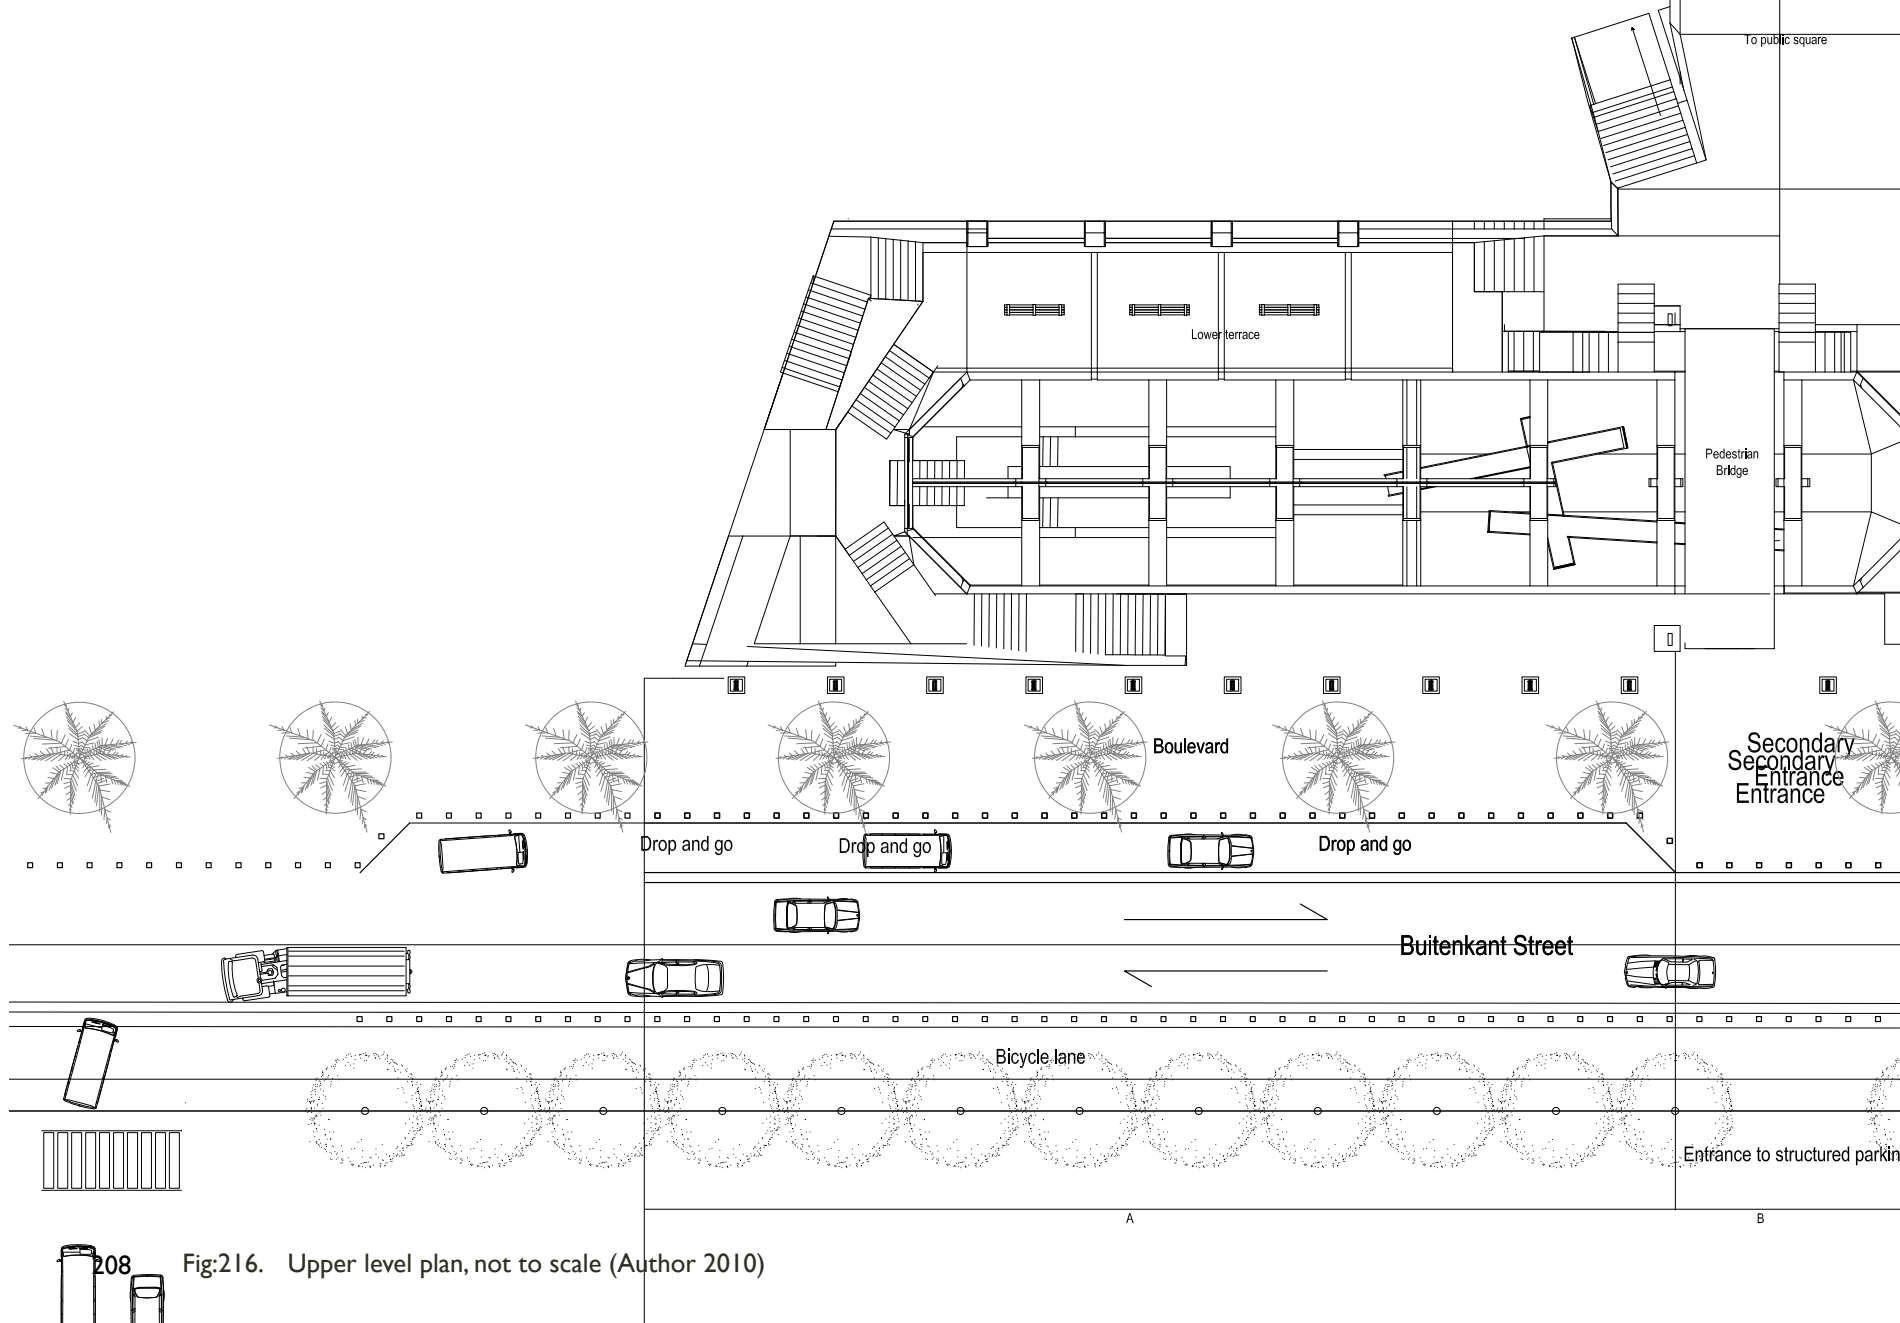 To public square
Lower terrace
Pedestrian
Bridge
Boulevard
Secondary
Secondary
Entrance
Entrance
Drop and go
Drop and go
Drop and go
Buitenkant Street
Bicycle lane
Entrance to structured parkin
A
B
208
Fig:216. Upper level plan, not to scale (Author 2010)